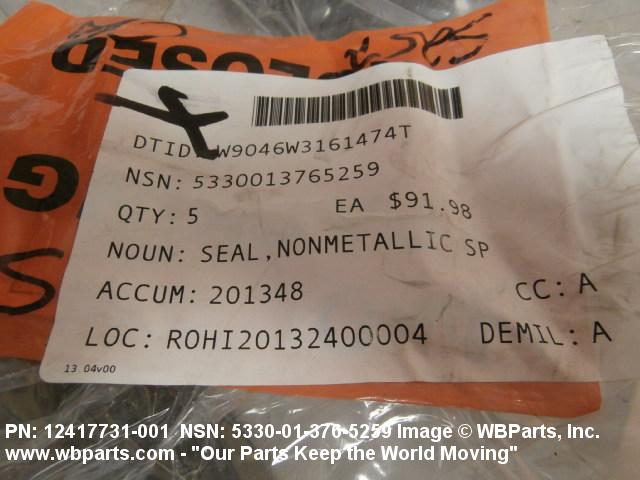 DTID W9046W3161474T
NSN: 5330013765259
QTY: 5 EA $91.98
NOUN: SEAL,NONMETALLIC SP
ACCUM: 201348 CC: A
LOC: ROHI20132400004 DEMIL: A
13.04v00
PN: 12417731-001 NSN: 5330-01-376-5259 Image © WBParts, Inc.
www.wbparts.com - "Our Parts Keep the World Moving"